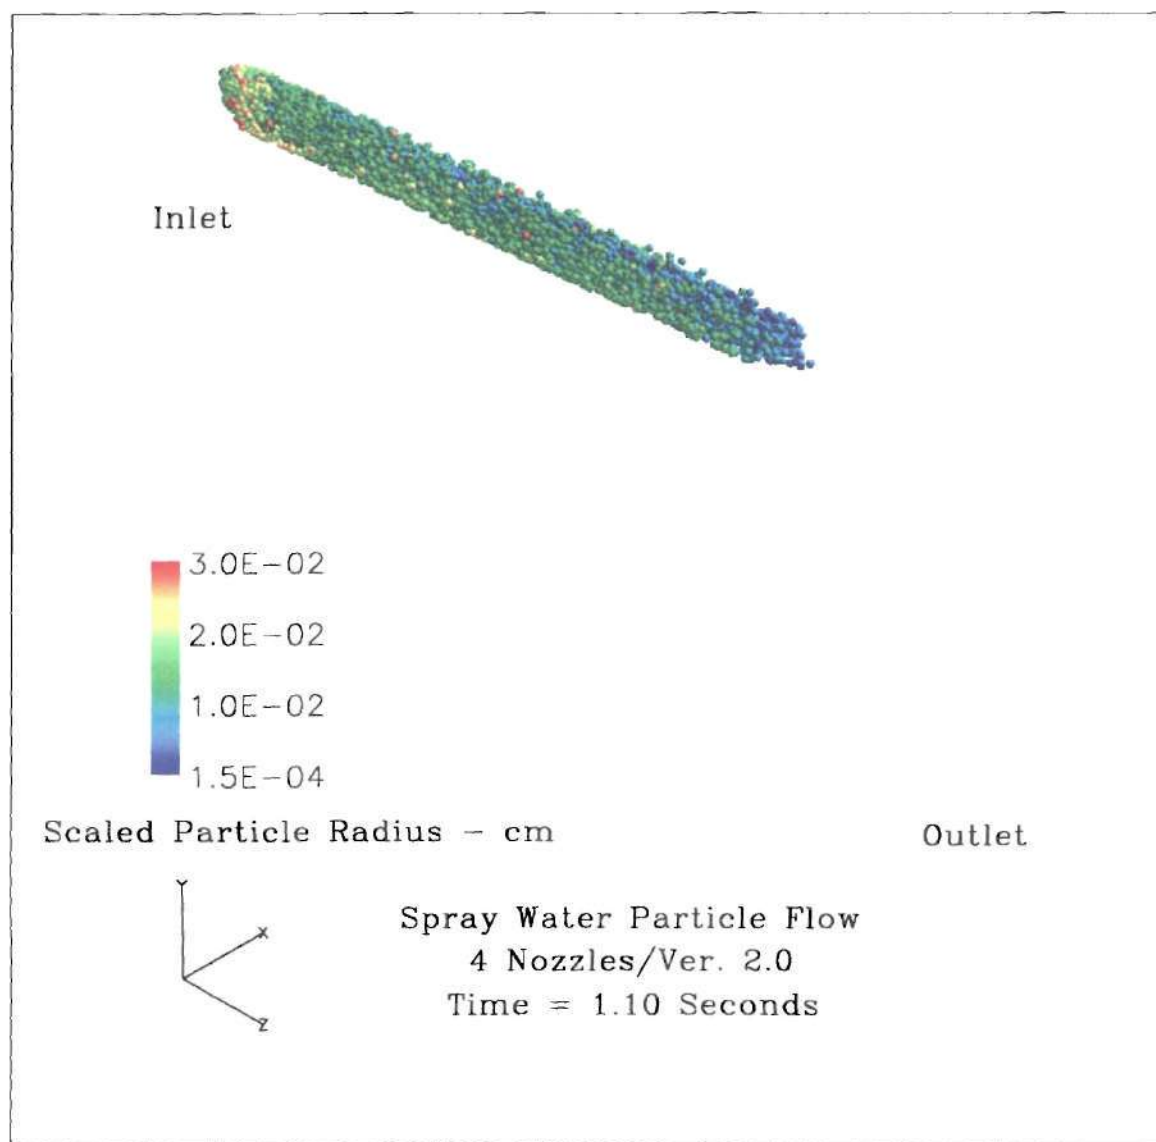 Inlet
3.0E-02
2.0E-02
1.0E-02
1.5E-04
Scaled Particle Radius - cm
Outlet
Y
X
Z
Spray Water Particle Flow
4 Nozzles/Ver. 2.0
Time = 1.10 Seconds